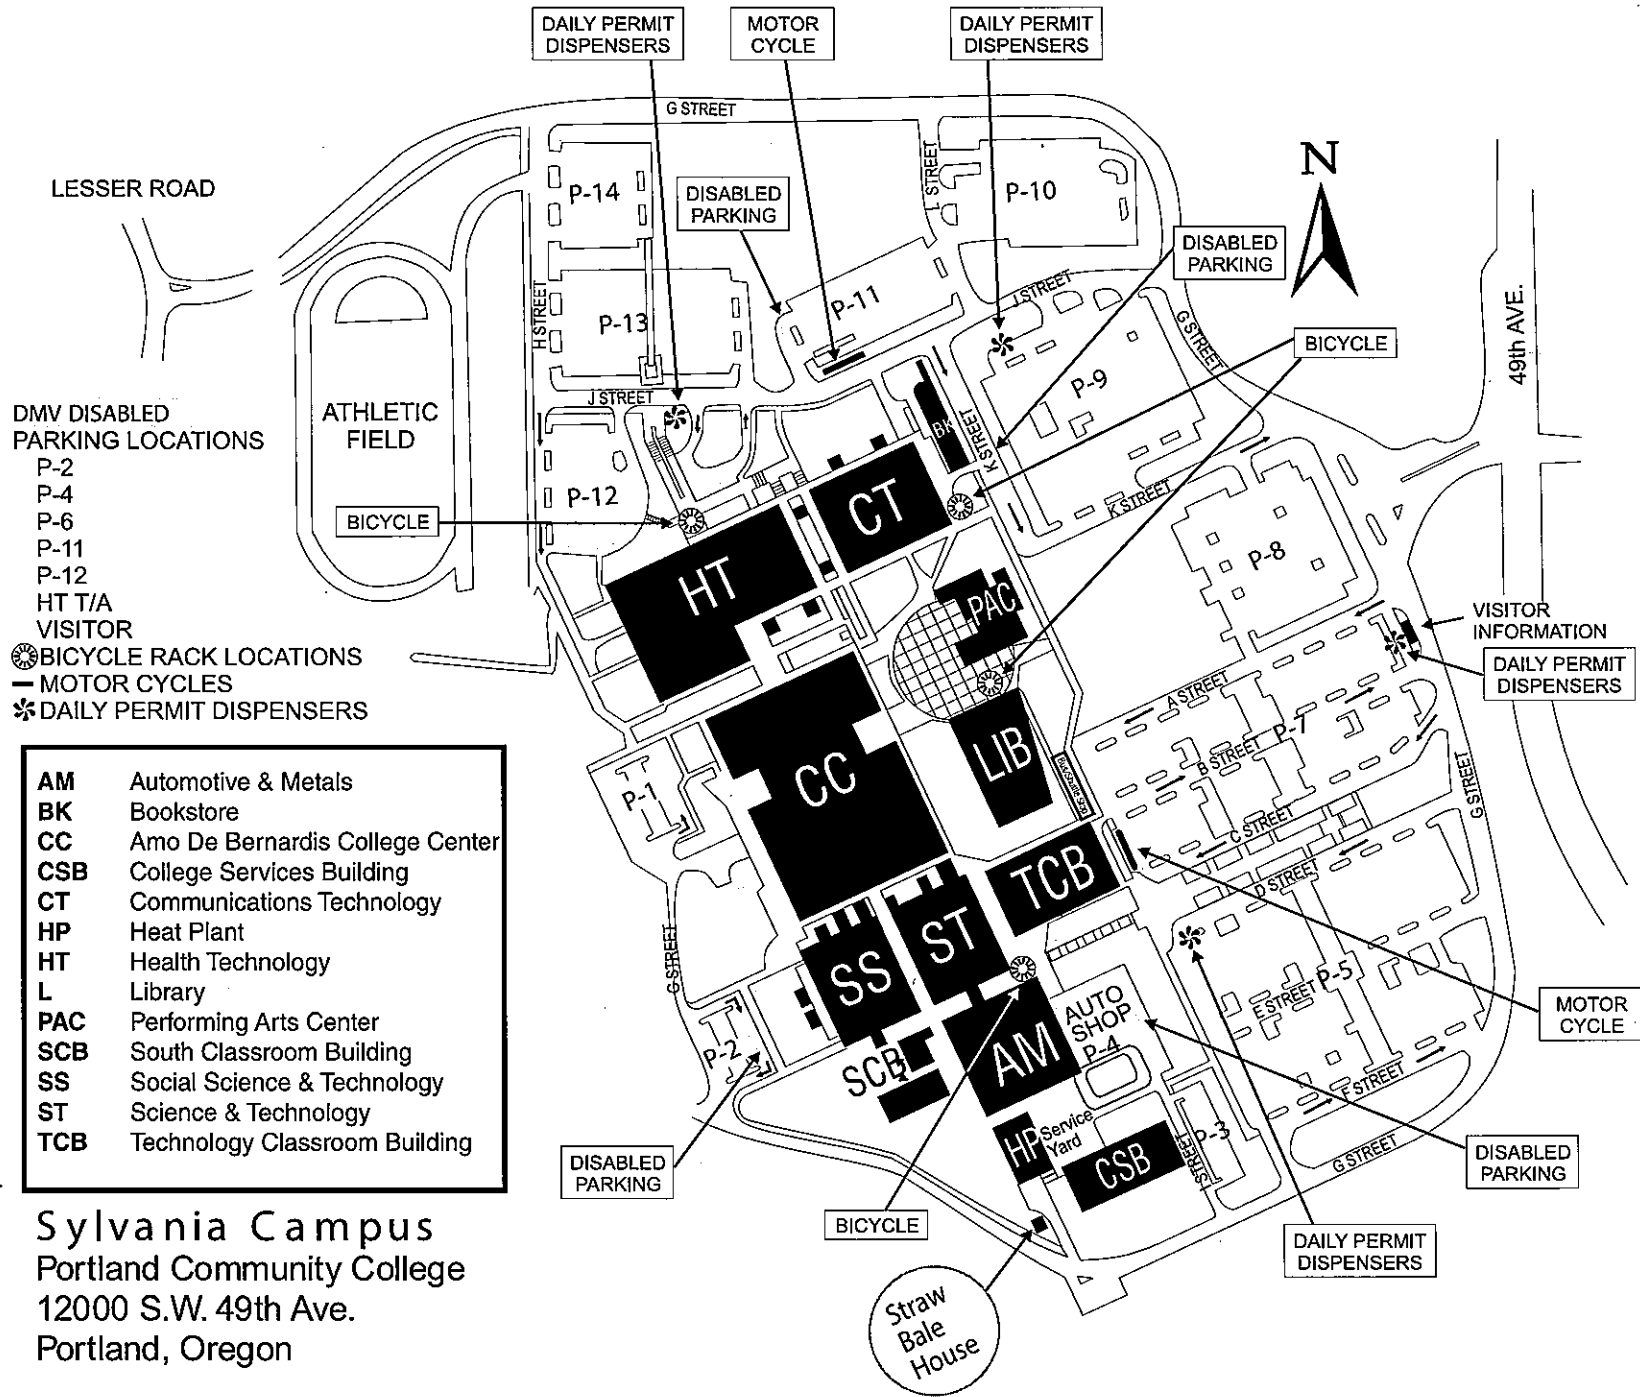 DAILY PERMIT
DISPENSERS
MOTOR
CYCLE
DAILY PERMIT
DISPENSERS
G STREET
LESSER ROAD
P-14
DISABLED
PARKING
L STREET
P-10
N
DISABLED
PARKING
H STREET
P-13
P-11
J STREET
G STREET
49th AVE.
BICYCLE
J STREET
P-9
ATHLETIC
FIELD
DMV DISABLED
PARKING LOCATIONS
P-2
P-4
P-6
P-11
P-12
HT T/A
VISITOR
BICYCLE RACK LOCATIONS
MOTOR CYCLES
DAILY PERMIT DISPENSERS
BK
K STREET
P-12
BICYCLE
CT
K STREET
HT
P-8
PAC
VISITOR
INFORMATION
DAILY PERMIT
DISPENSERS
A STREET
P-7
B STREET
LIB
CC
Bus/Shuttle Stop
P-1
G STREET
C STREET
TCB
D STREET
AM Automotive & Metals
BK Bookstore
CC Amo De Bernardis College Center
CSB College Services Building
CT Communications Technology
HP Heat Plant
HT Health Technology
L Library
PAC Performing Arts Center
SCB South Classroom Building
SS Social Science & Technology
ST Science & Technology
TCB Technology Classroom Building
G STREET
ST
SS
P-5
E STREET
AUTO
SHOP
P-4
MOTOR
CYCLE
P-2
SCB
AM
F STREET
HP
Service
Yard
P-3
CSB
I STREET
G STREET
DISABLED
PARKING
DISABLED
PARKING
BICYCLE
DAILY PERMIT
DISPENSERS
Straw
Bale
House
Sylvania Campus
Portland Community College
12000 S.W. 49th Ave.
Portland, Oregon